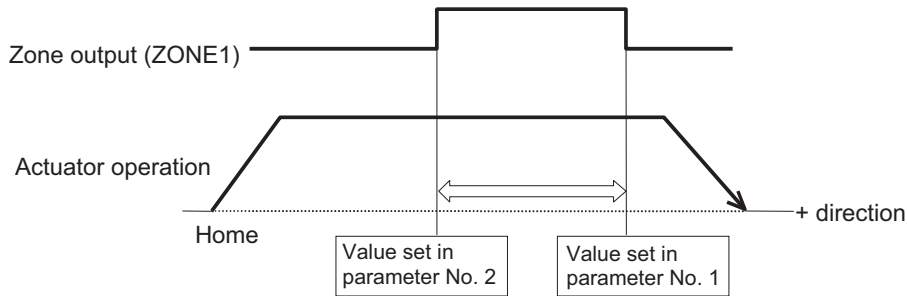 Zone output (ZONE1)
Actuator operation
+ direction
Home
Value set in
parameter No. 2
Value set in
parameter No. 1